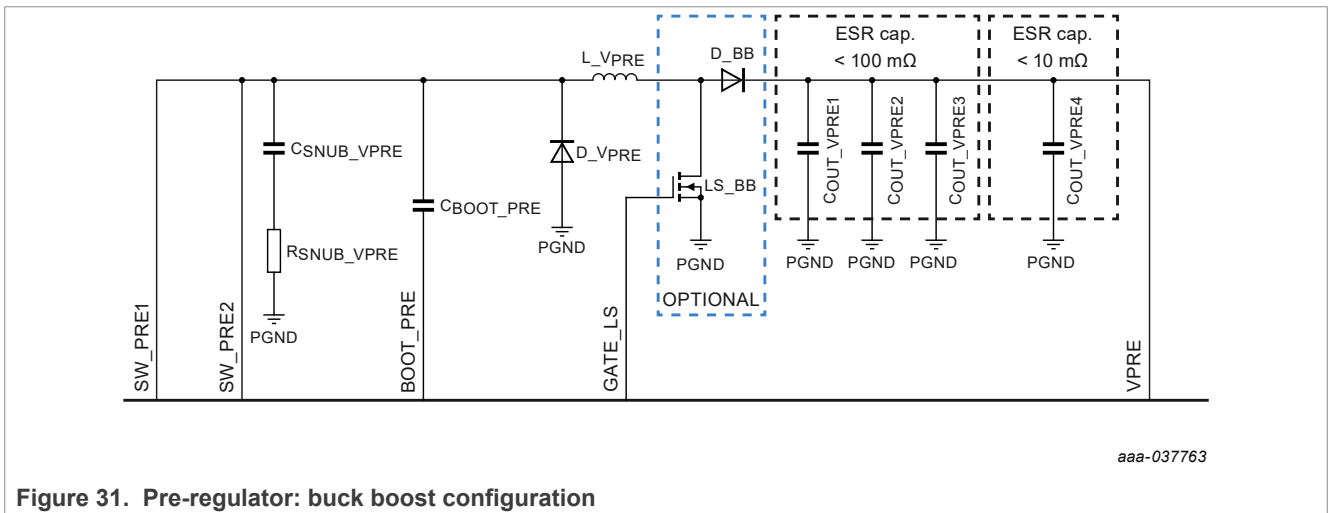 ESR cap.
< 100 mΩ
ESR cap.
< 10 mΩ
L_VPRE
D_BB
CSNUB_VPRE
D_VPRE
COUT_VPRE1
COUT_VPRE2
COUT_VPRE3
COUT_VPRE4
LS_BB
CBOOT_PRE
RSNUB_VPRE
PGND
PGND
PGND
PGND
PGND
PGND
PGND
OPTIONAL
SW_PRE1
SW_PRE2
BOOT_PRE
GATE_LS
VPRE
aaa-037763
Figure 31. Pre-regulator: buck boost configuration